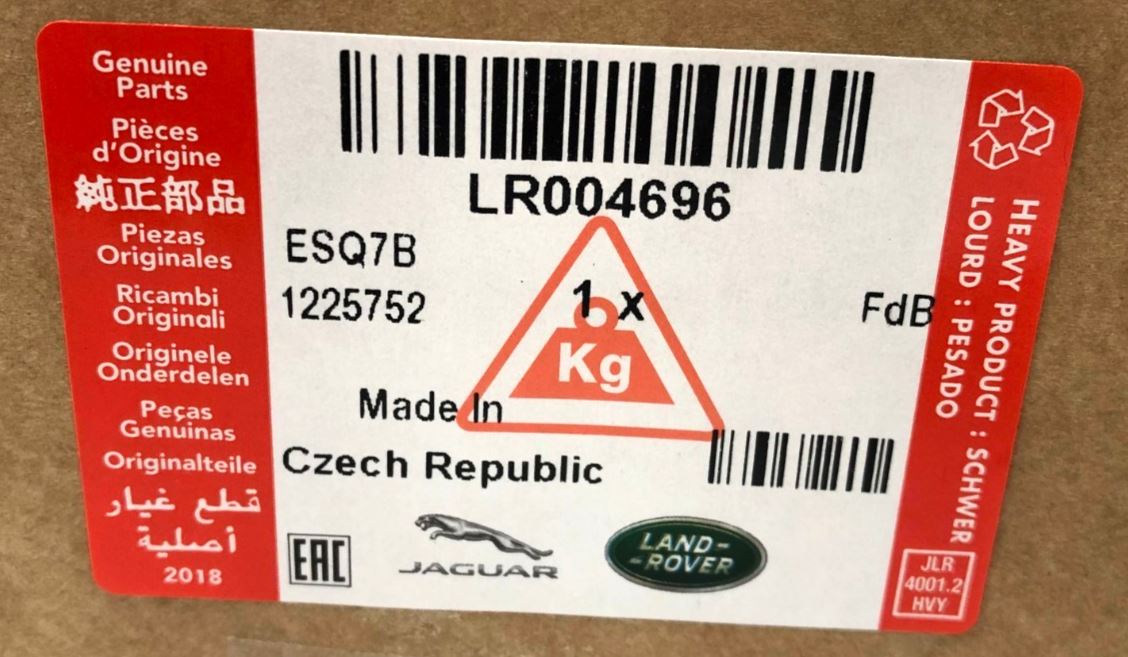 Genuine
Parts
Pièces
d'Origine
純正部品
Piezas
Originales
Ricambi
Originali
Originele
Onderdelen
Peças
Genuinas
Originalteile
قطع غيار
أصلية
2018
LR004696
ESQ7B
1225752
1 x
FdB
Kg
Made In
Czech Republic
EAC
JAGUAR
LAND-
-ROVER
HEAVY PRODUCT : SCHWER
LOURD : PESADO
JLR
4001.2
HVY